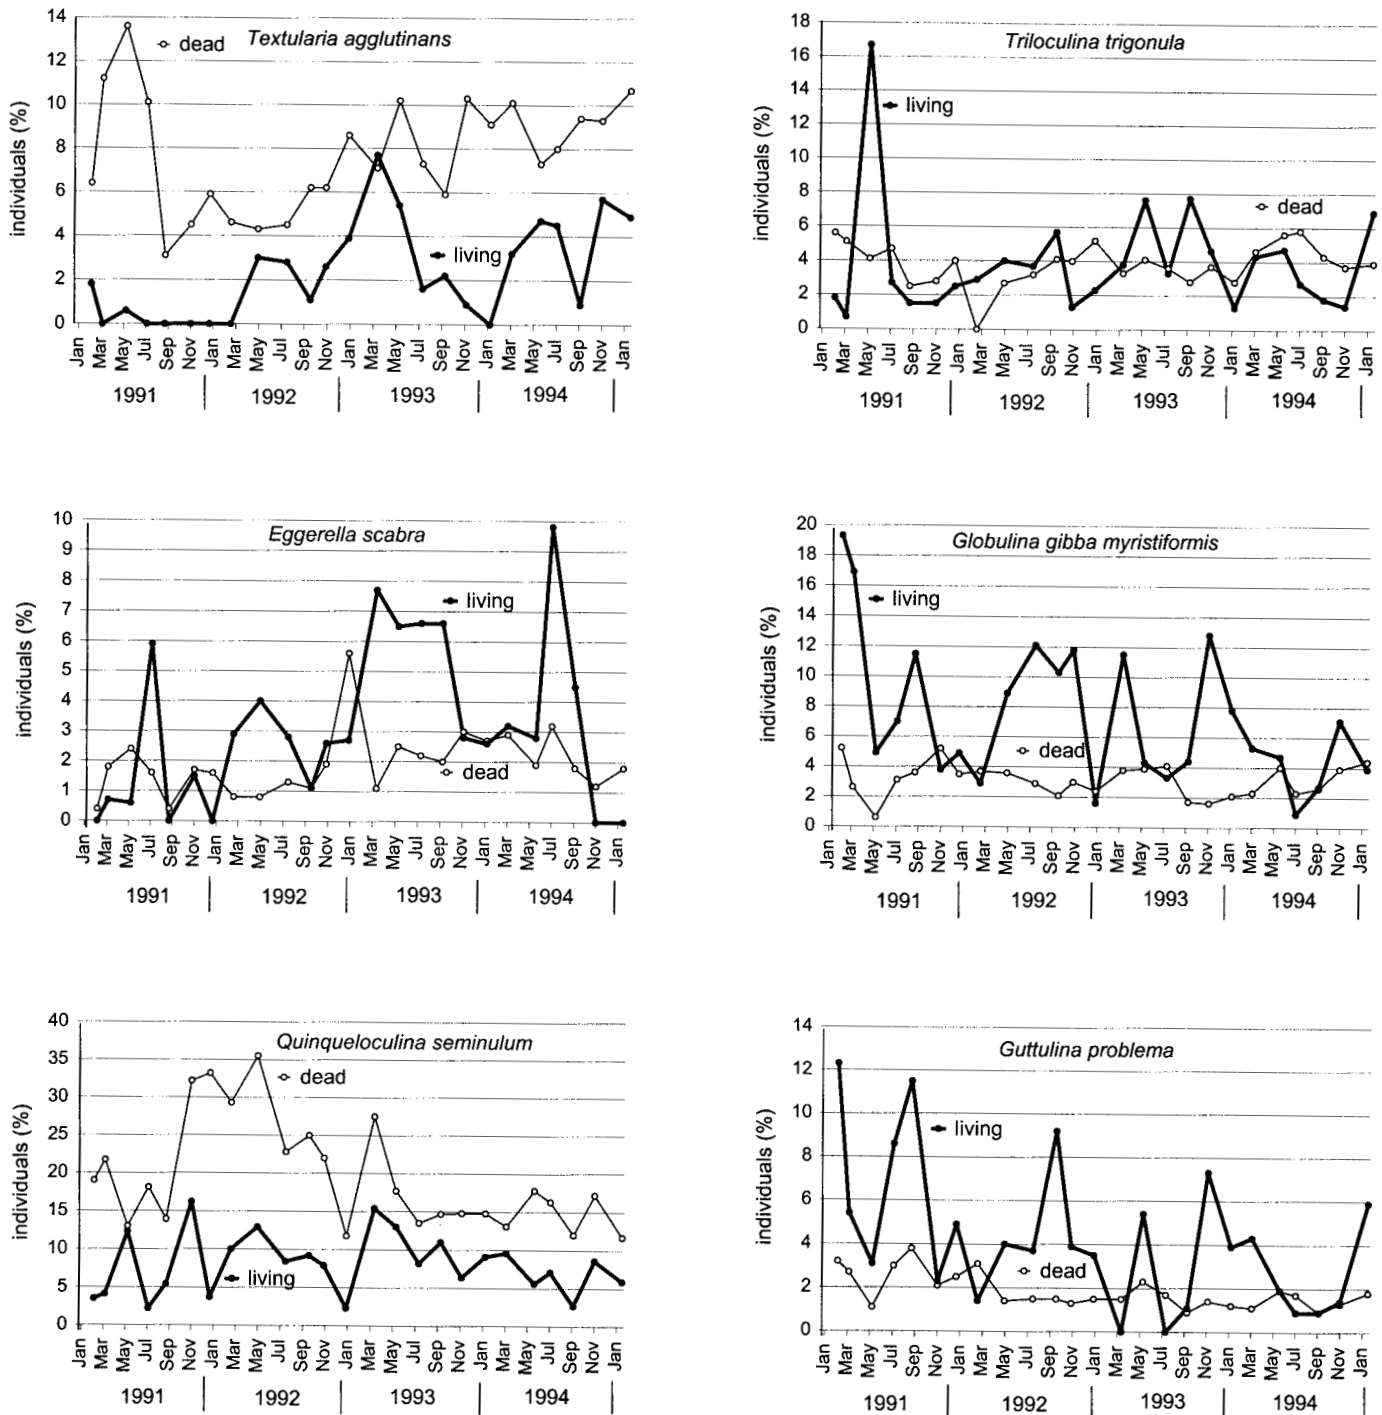 Textularia agglutinans
individuals (%)
14
12
10
8
6
4
2
0
dead
living
Jan Mar May Jul Sep Nov Jan Mar May Jul Sep Nov Jan Mar May Jul Sep Nov Jan Mar May Jul Sep Nov Jan
1991 1992 1993 1994
Triloculina trigonula
individuals (%)
18
16
14
12
10
8
6
4
2
0
living
dead
Jan Mar May Jul Sep Nov Jan Mar May Jul Sep Nov Jan Mar May Jul Sep Nov Jan Mar May Jul Sep Nov Jan
1991 1992 1993 1994
Eggerella scabra
individuals (%)
10
9
8
7
6
5
4
3
2
1
0
living
dead
Jan Mar May Jul Sep Nov Jan Mar May Jul Sep Nov Jan Mar May Jul Sep Nov Jan Mar May Jul Sep Nov Jan
1991 1992 1993 1994
Globulina gibba myristiformis
individuals (%)
20
18
16
14
12
10
8
6
4
2
0
living
dead
Jan Mar May Jul Sep Nov Jan Mar May Jul Sep Nov Jan Mar May Jul Sep Nov Jan Mar May Jul Sep Nov Jan
1991 1992 1993 1994
Quinqueloculina seminulum
individuals (%)
40
35
30
25
20
15
10
5
0
dead
living
Jan Mar May Jul Sep Nov Jan Mar May Jul Sep Nov Jan Mar May Jul Sep Nov Jan Mar May Jul Sep Nov Jan
1991 1992 1993 1994
Guttulina problema
individuals (%)
14
12
10
8
6
4
2
0
living
dead
Jan Mar May Jul Sep Nov Jan Mar May Jul Sep Nov Jan Mar May Jul Sep Nov Jan Mar May Jul Sep Nov Jan
1991 1992 1993 1994